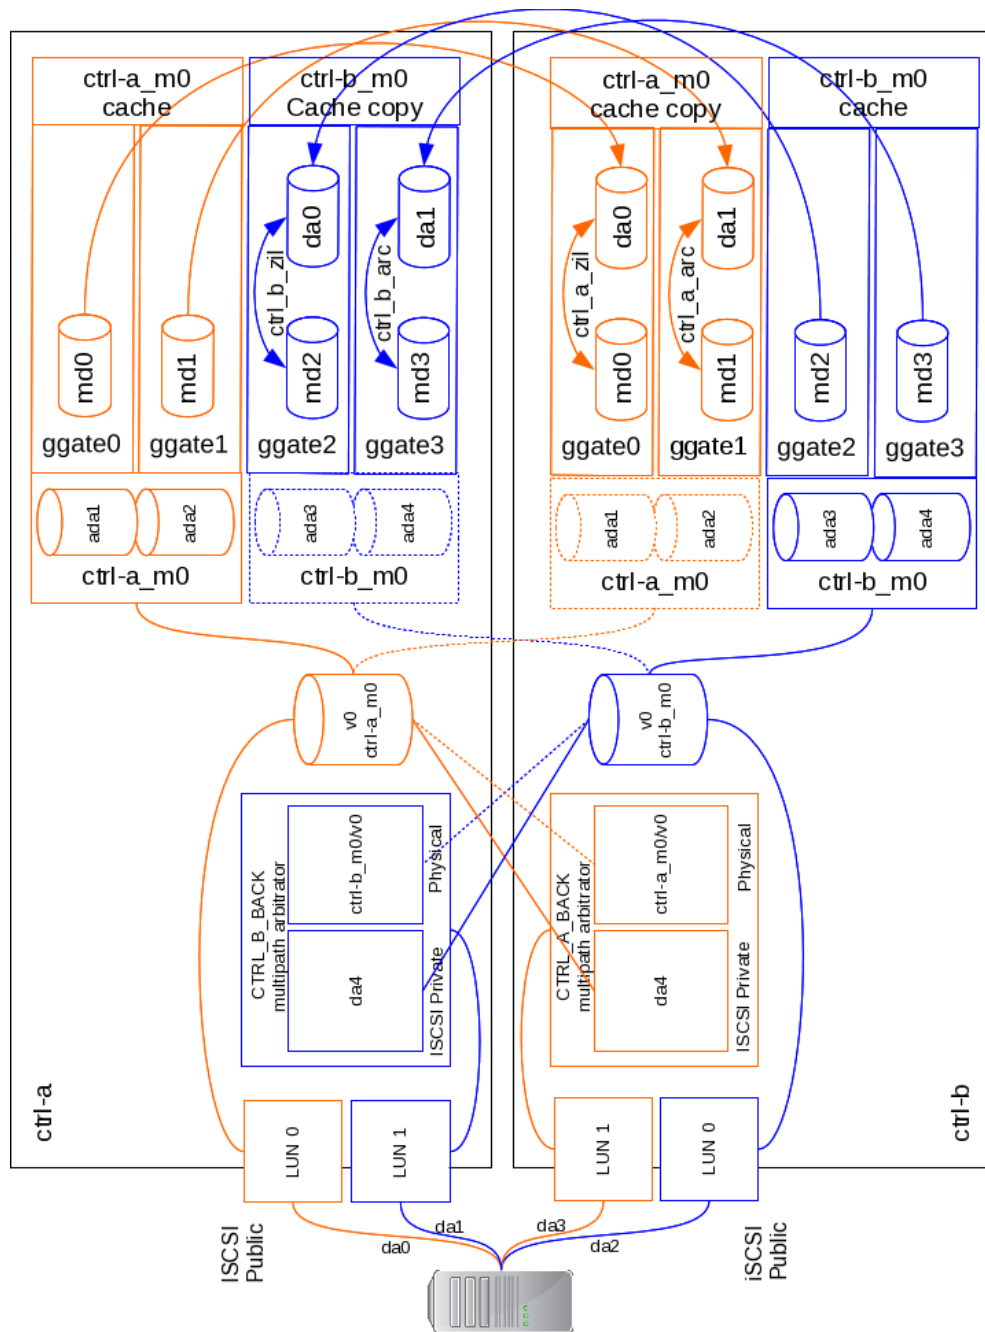 ctrl-a_m0
cache
ctrl-b_m0
Cache copy
ctrl-a_m0
cache copy
ctrl-b_m0
cache
da0
da1
ctrl_b_zil
ctrl_b_arc
md0
md1
md2
md3
da0
da1
ctrl_a_zil
ctrl_a_arc
md0
md1
md2
md3
ggate0
ggate1
ggate2
ggate3
ggate0
ggate1
ggate2
ggate3
ada1
ada2
ada3
ada4
ada1
ada2
ada3
ada4
ctrl-a_m0
ctrl-b_m0
ctrl-a_m0
ctrl-b_m0
v0
ctrl-a_m0
v0
ctrl-b_m0
CTRL_B_BACK
multipath arbitrator
ctrl-b_m0/v0
Physical
da4
ISCSI Private
CTRL_A_BACK
multipath arbitrator
ctrl-a_m0/v0
Physical
da4
ISCSI Private
ctrl-a
ctrl-b
LUN 0
LUN 1
LUN 1
LUN 0
ISCSI
Public
da0
da1
da3
da2
iSCSI
Public